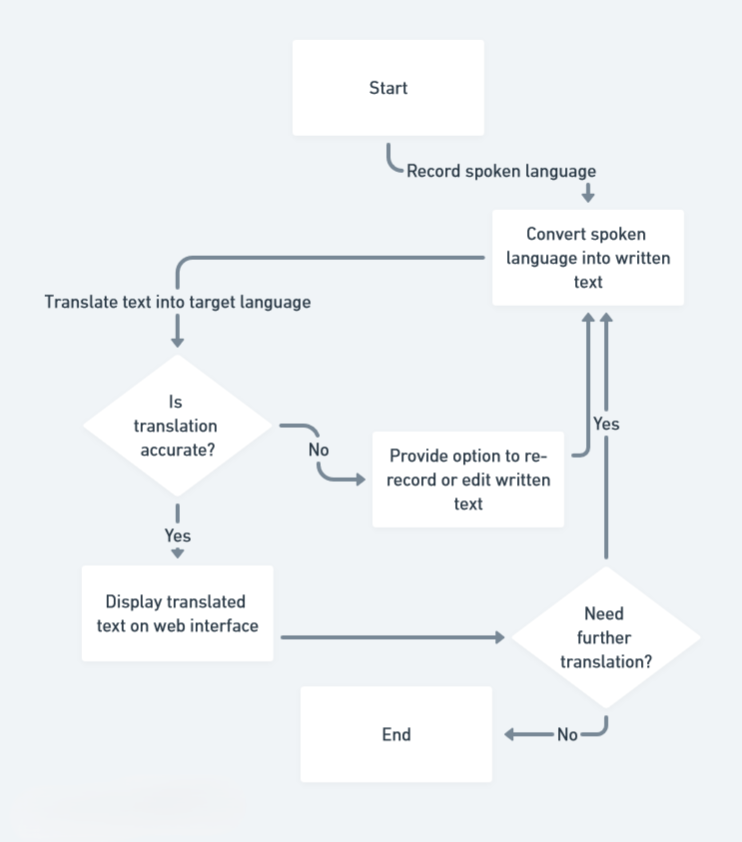 Start
Record spoken language
Convert spoken
language into written
text
Translate text into target language
Is
translation
accurate?
No
Provide option to re-
record or edit written
text
Yes
Yes
Display translated
text on web interface
Need
further
translation?
End
No